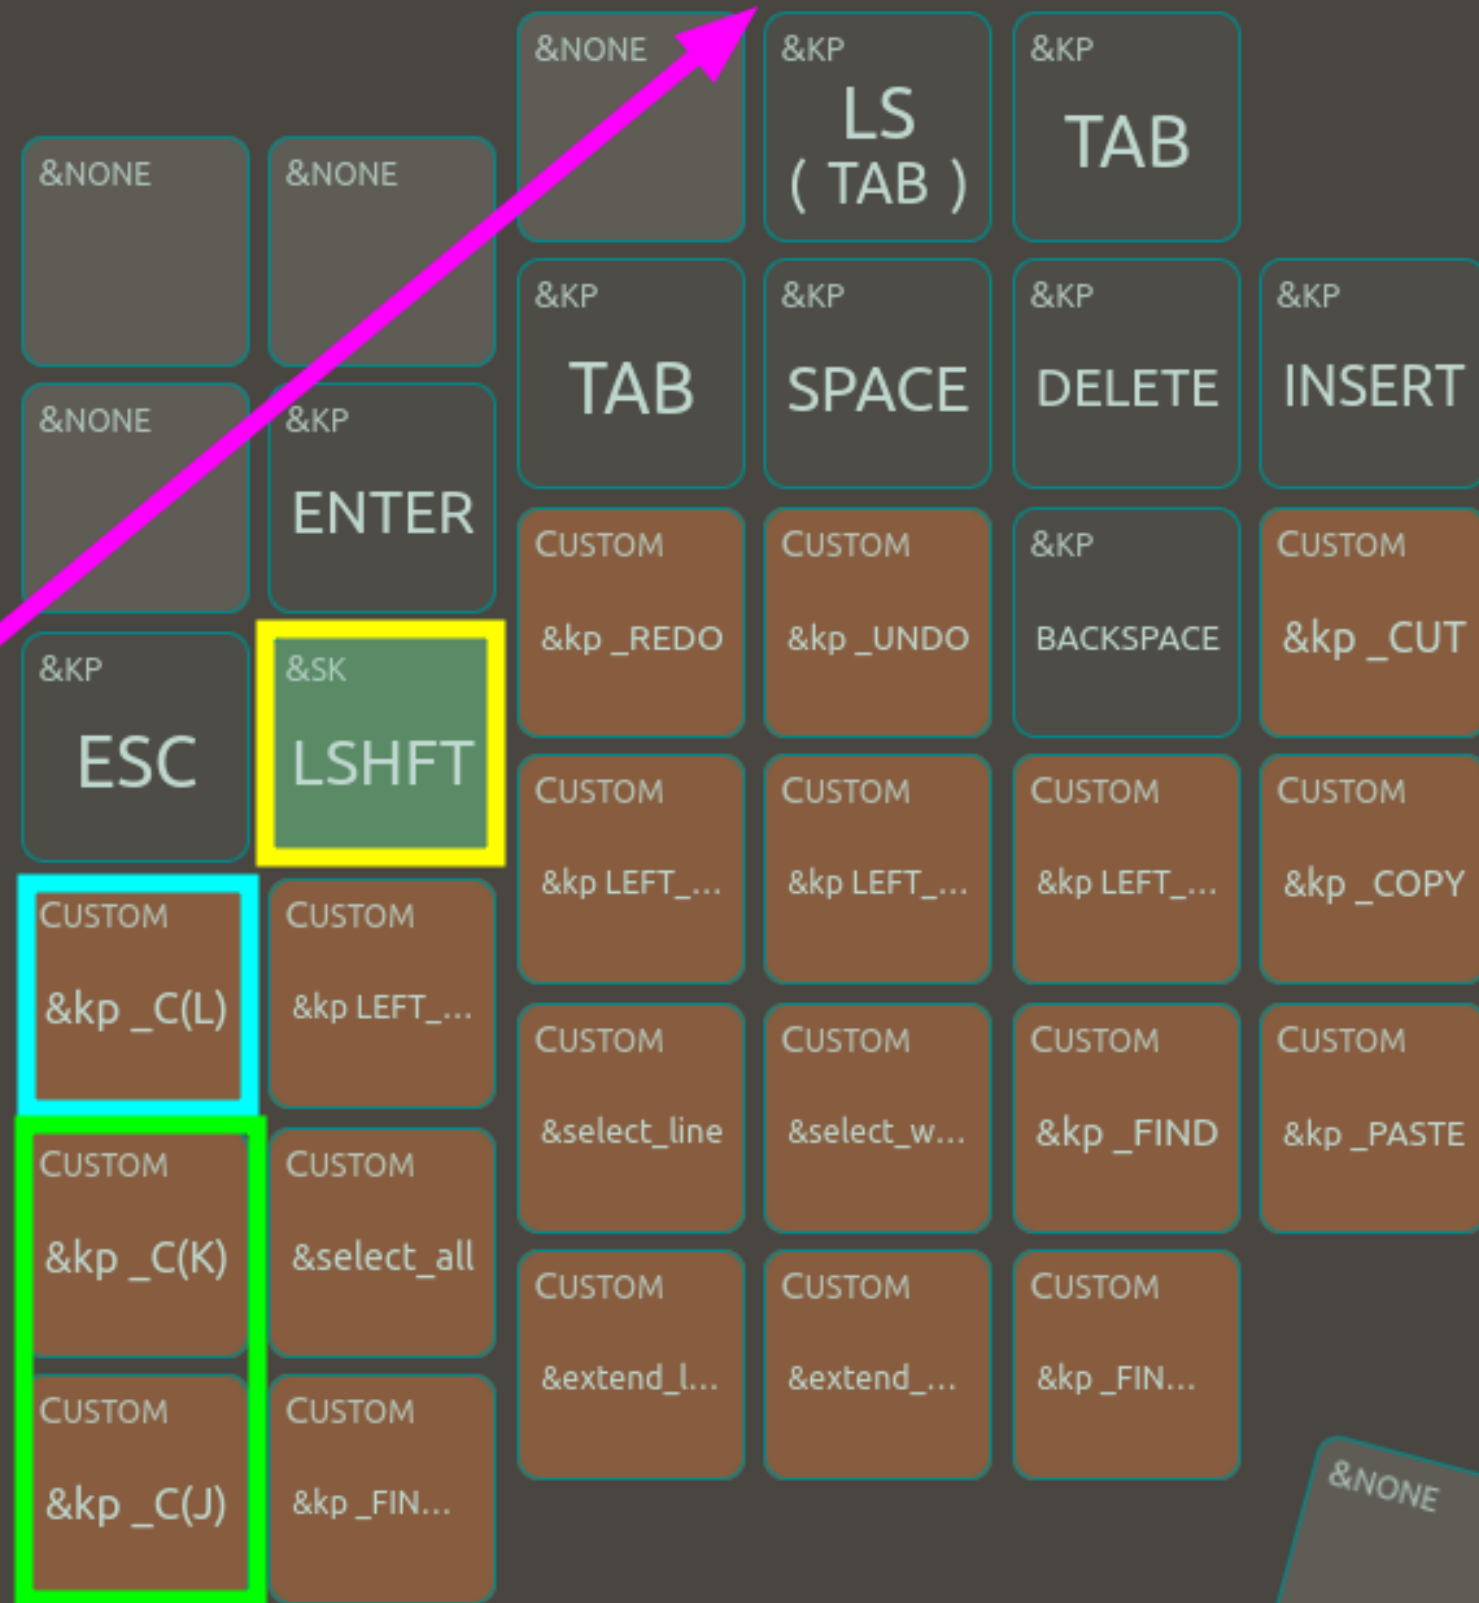 &NONE
&KP
LS
( TAB )
&KP
TAB
&NONE
&NONE
&KP
TAB
&KP
SPACE
&KP
DELETE
&KP
INSERT
&NONE
&KP
ENTER
CUSTOM
&kp _REDO
CUSTOM
&kp _UNDO
&KP
BACKSPACE
CUSTOM
&kp _CUT
&KP
ESC
&SK
LSHFT
CUSTOM
&kp LEFT_...
CUSTOM
&kp LEFT_...
CUSTOM
&kp LEFT_...
CUSTOM
&kp _COPY
CUSTOM
&kp _C(L)
CUSTOM
&kp LEFT_...
CUSTOM
&select_line
CUSTOM
&select_w...
CUSTOM
&kp _FIND
CUSTOM
&kp _PASTE
CUSTOM
&kp _C(K)
CUSTOM
&select_all
CUSTOM
&extend_l...
CUSTOM
&extend_...
CUSTOM
&kp _FIN...
CUSTOM
&kp _C(J)
CUSTOM
&kp _FIN...
&NONE